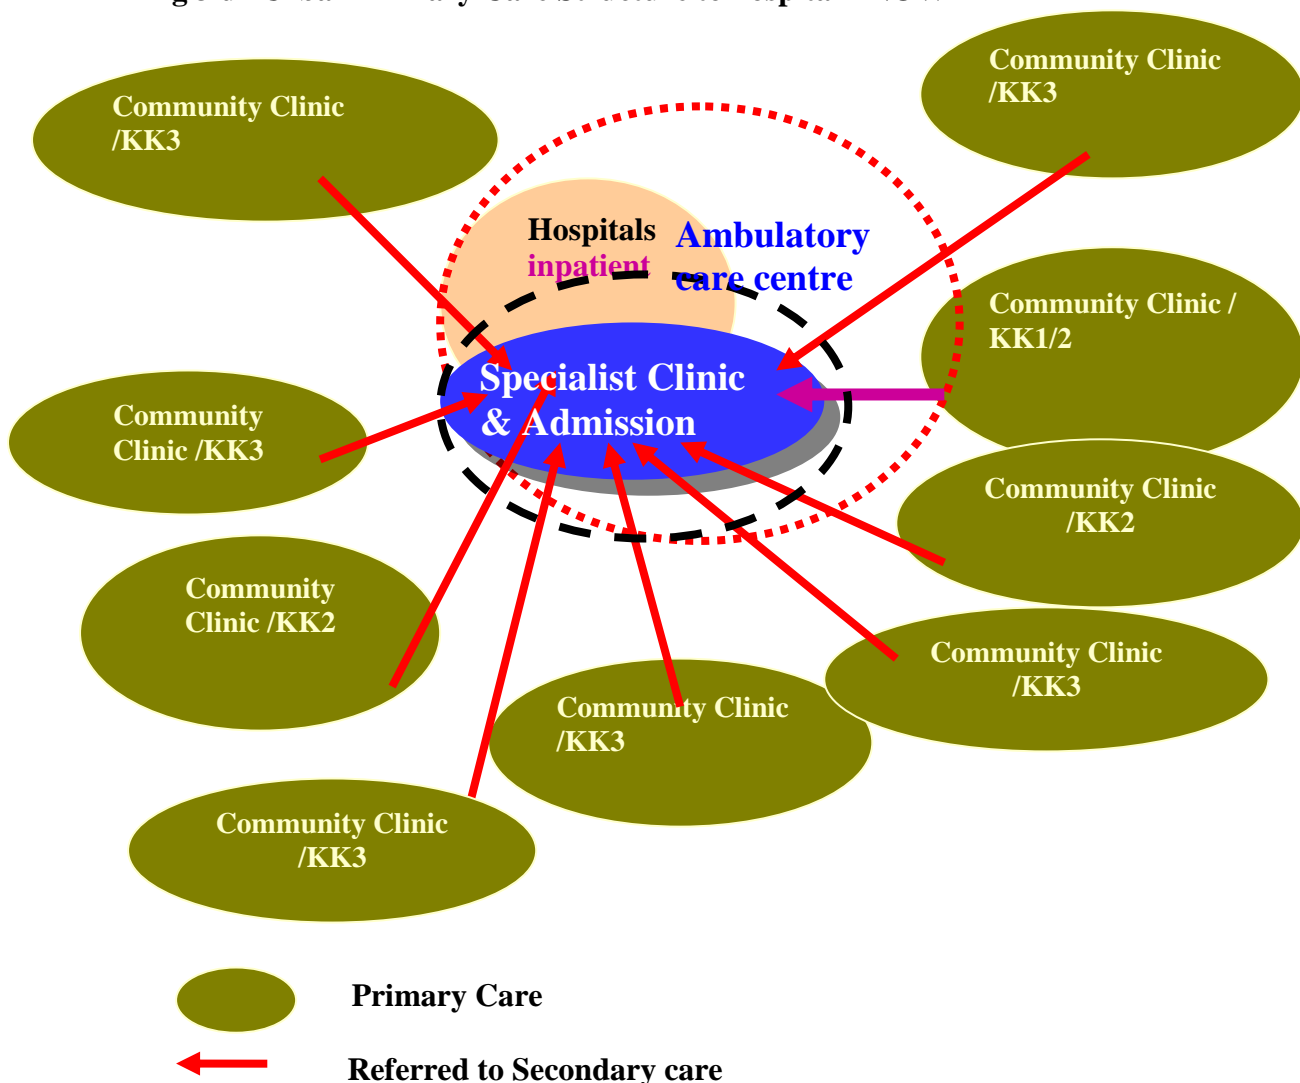 Community Clinic
/KK3
Community Clinic
/KK3
Hospitals
inpatient
Ambulatory
care centre
Community Clinic /
KK1/2
Specialist Clinic
& Admission
Community
Clinic /KK3
Community Clinic
/KK2
Community
Clinic /KK2
Community Clinic
/KK3
Community Clinic
/KK3
Community Clinic
/KK3
Primary Care
Referred to Secondary care